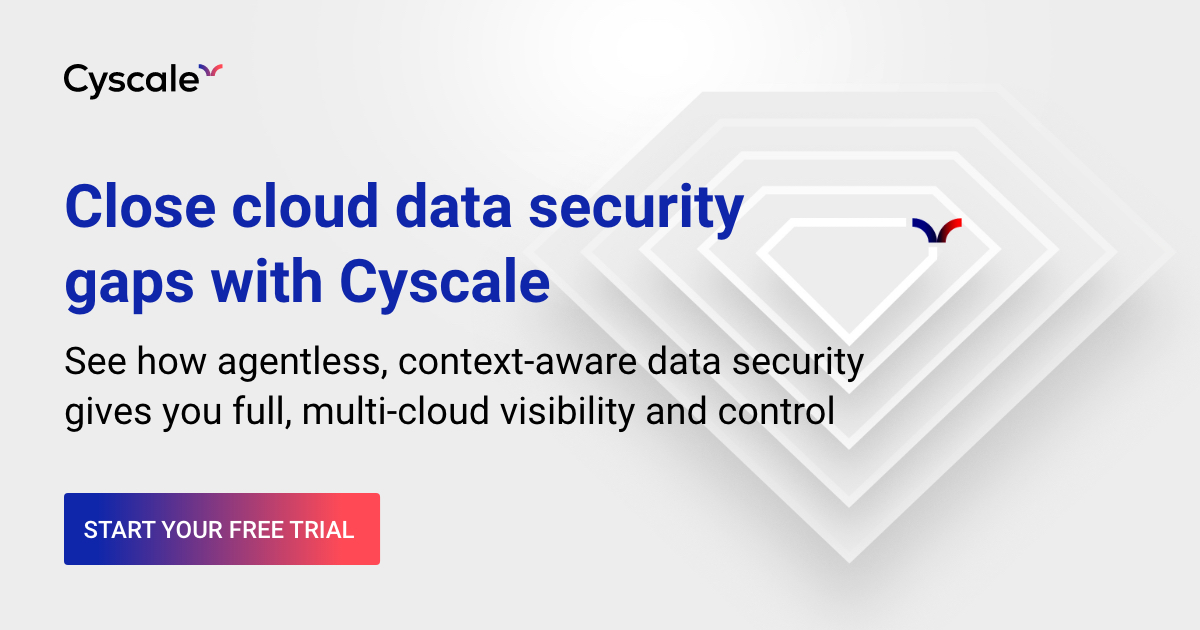 Cyscale
Close cloud data security
gaps with Cyscale
See how agentless, context-aware data security
gives you full, multi-cloud visibility and control
START YOUR FREE TRIAL